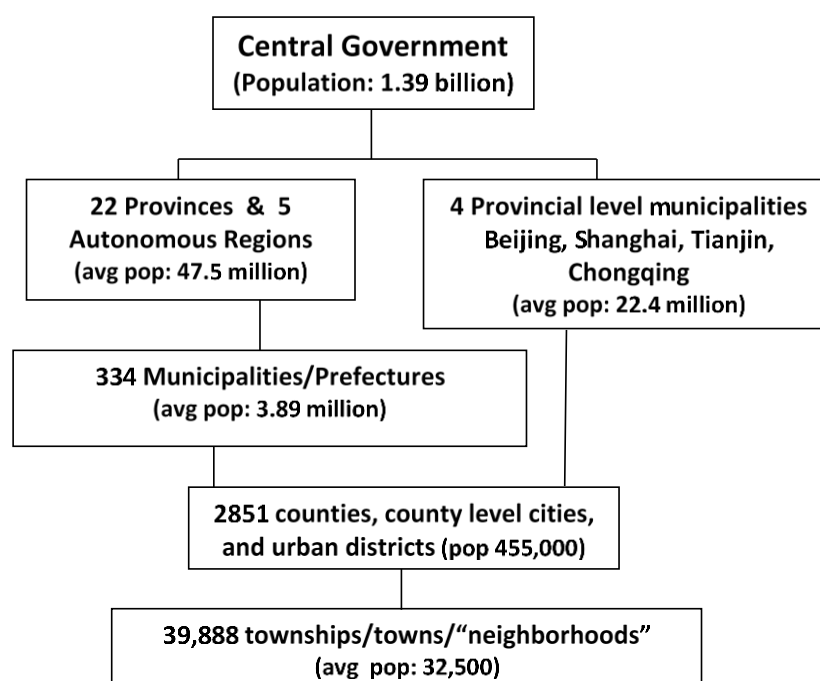 Central Government
(Population: 1.39 billion)
22 Provinces & 5
Autonomous Regions
(avg pop: 47.5 million)
4 Provincial level municipalities
Beijing, Shanghai, Tianjin,
Chongqing
(avg pop: 22.4 million)
334 Municipalities/Prefectures
(avg pop: 3.89 million)
2851 counties, county level cities,
and urban districts (pop 455,000)
39,888 townships/towns/“neighborhoods”
(avg pop: 32,500)